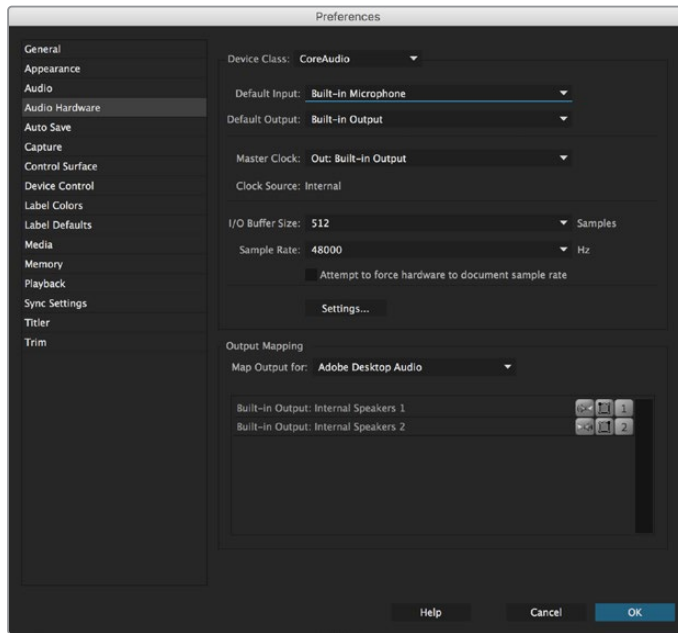 Preferences
General
Appearance
Audio
Audio Hardware
Auto Save
Capture
Control Surface
Device Control
Label Colors
Label Defaults
Media
Memory
Playback
Sync Settings
Titler
Trim
Device Class: CoreAudio
Default Input: Built-in Microphone
Default Output: Built-in Output
Master Clock: Out: Built-in Output
Clock Source: Internal
I/O Buffer Size: 512 Samples
Sample Rate: 48000 Hz
Attempt to force hardware to document sample rate
Settings...
Output Mapping
Map Output for: Adobe Desktop Audio
Built-in Output: Internal Speakers 1 1
Built-in Output: Internal Speakers 2 2
Help Cancel OK